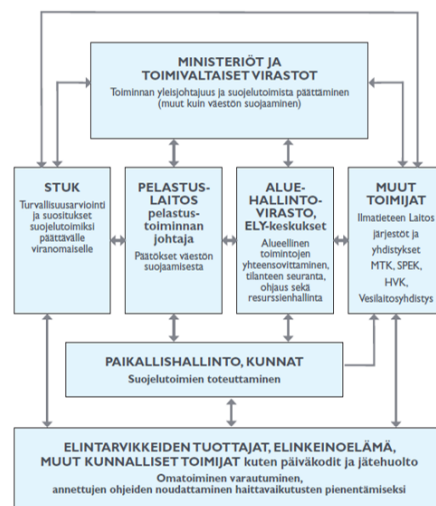 MINISTERIÖT JA
TOIMIVALTAISET VIRASTOT
Toiminnan yleisjohtajuus ja suojelutoimista päättäminen
(muut kuin väestön suojaaminen)
STUK
Turvallisuusarviointi
ja suositukset
suojelutoimiksi
päättävälle
viranomaiselle
PELASTUS-
LAITOS
pelastus-
toiminnan
johtaja
Päätökset väestön
suojaamisesta
ALUE-
HALLINTO-
VIRASTO,
ELY-keskukset
Alueellinen
toimintojen
yhteensovittaminen,
tilanteen seuranta,
ohjaus sekä
resurssienhallinta
MUUT
TOIMIJAT
Ilmatieteen Laitos
järjestöt ja
yhdistykset
MTK, SPEK,
HVK,
Vesilaitosyhdistys
PAIKALLISHALLINTO, KUNNAT
Suojelutoimien toteuttaminen
ELINTARVIKKEIDEN TUOTTAJAT, ELINKEINOELÄMÄ,
MUUT KUNNALLISET TOIMIJAT kuten päiväkodit ja jätehuolto
Omatoiminen varautuminen,
annettujen ohjeiden noudattaminen haittavaikutusten pienentämiseksi